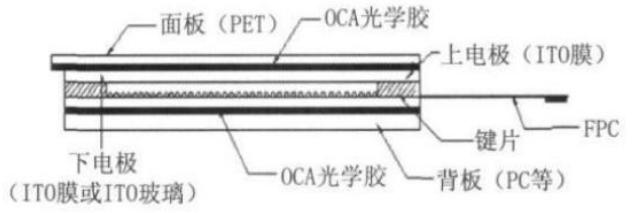 面板（PET）
OCA光学胶
上电极（ITO膜）
键片
FPC
下电极
（ITO膜或ITO玻璃）
OCA光学胶
背板（PC等）